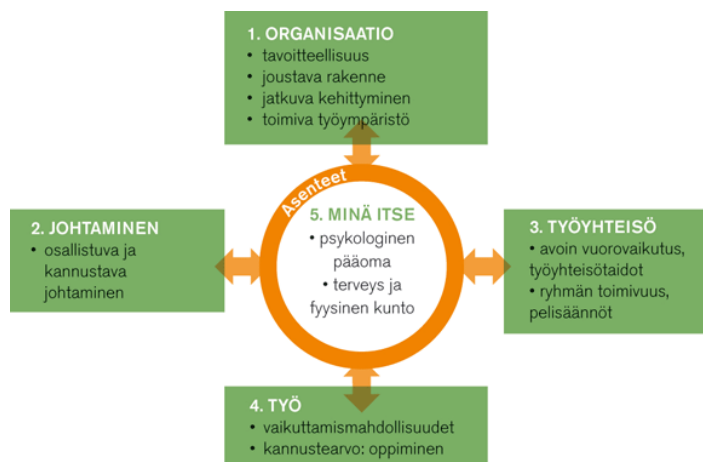 1. ORGANISAATIO
• tavoitteellisuus
• joustava rakenne
• jatkuva kehittyminen
• toimiva työympäristö
Asenteet
5. MINÄ ITSE
• psykologinen
pääoma
• terveys ja
fyysinen kunto
2. JOHTAMINEN
• osallistuva ja
kannustava
johtaminen
3. TYÖYHTEISÖ
• avoin vuorovaikutus,
työyhteisötaidot
• ryhmän toimivuus,
pelisäännöt
4. TYÖ
• vaikuttamismahdollisuudet
• kannustearvo: oppiminen